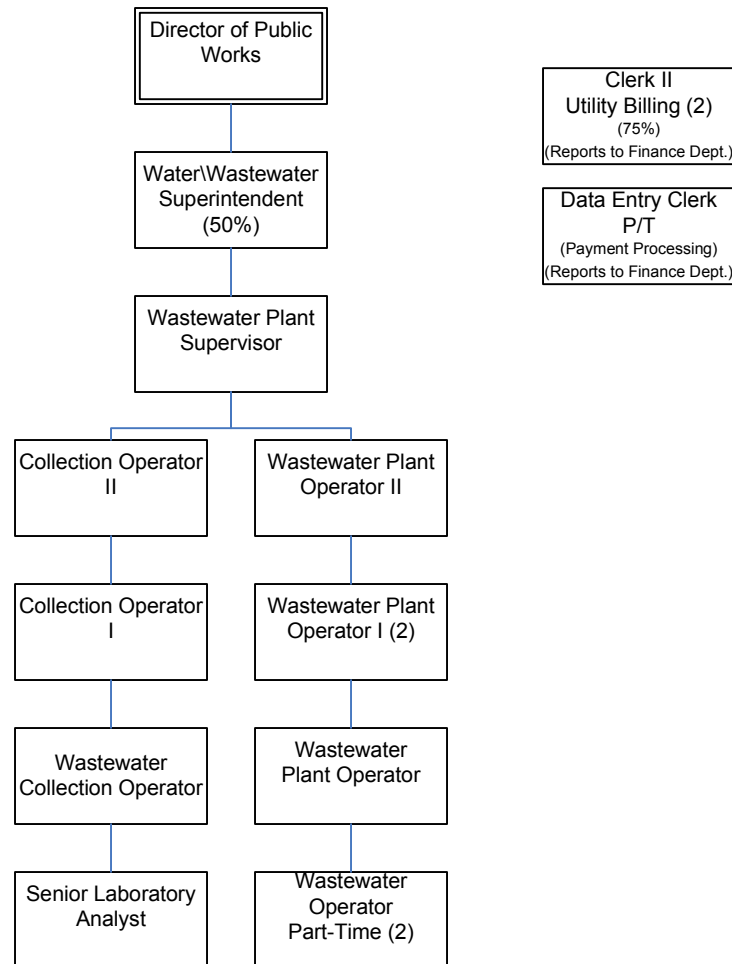 Director of Public
Works
Clerk II
Utility Billing (2)
(75%)
(Reports to Finance Dept.)
Water\Wastewater
Superintendent
(50%)
Data Entry Clerk
P/T
(Payment Processing)
(Reports to Finance Dept.)
Wastewater Plant
Supervisor
Collection Operator
II
Wastewater Plant
Operator II
Collection Operator
I
Wastewater Plant
Operator I (2)
Wastewater
Collection Operator
Wastewater
Plant Operator
Senior Laboratory
Analyst
Wastewater
Operator
Part-Time (2)